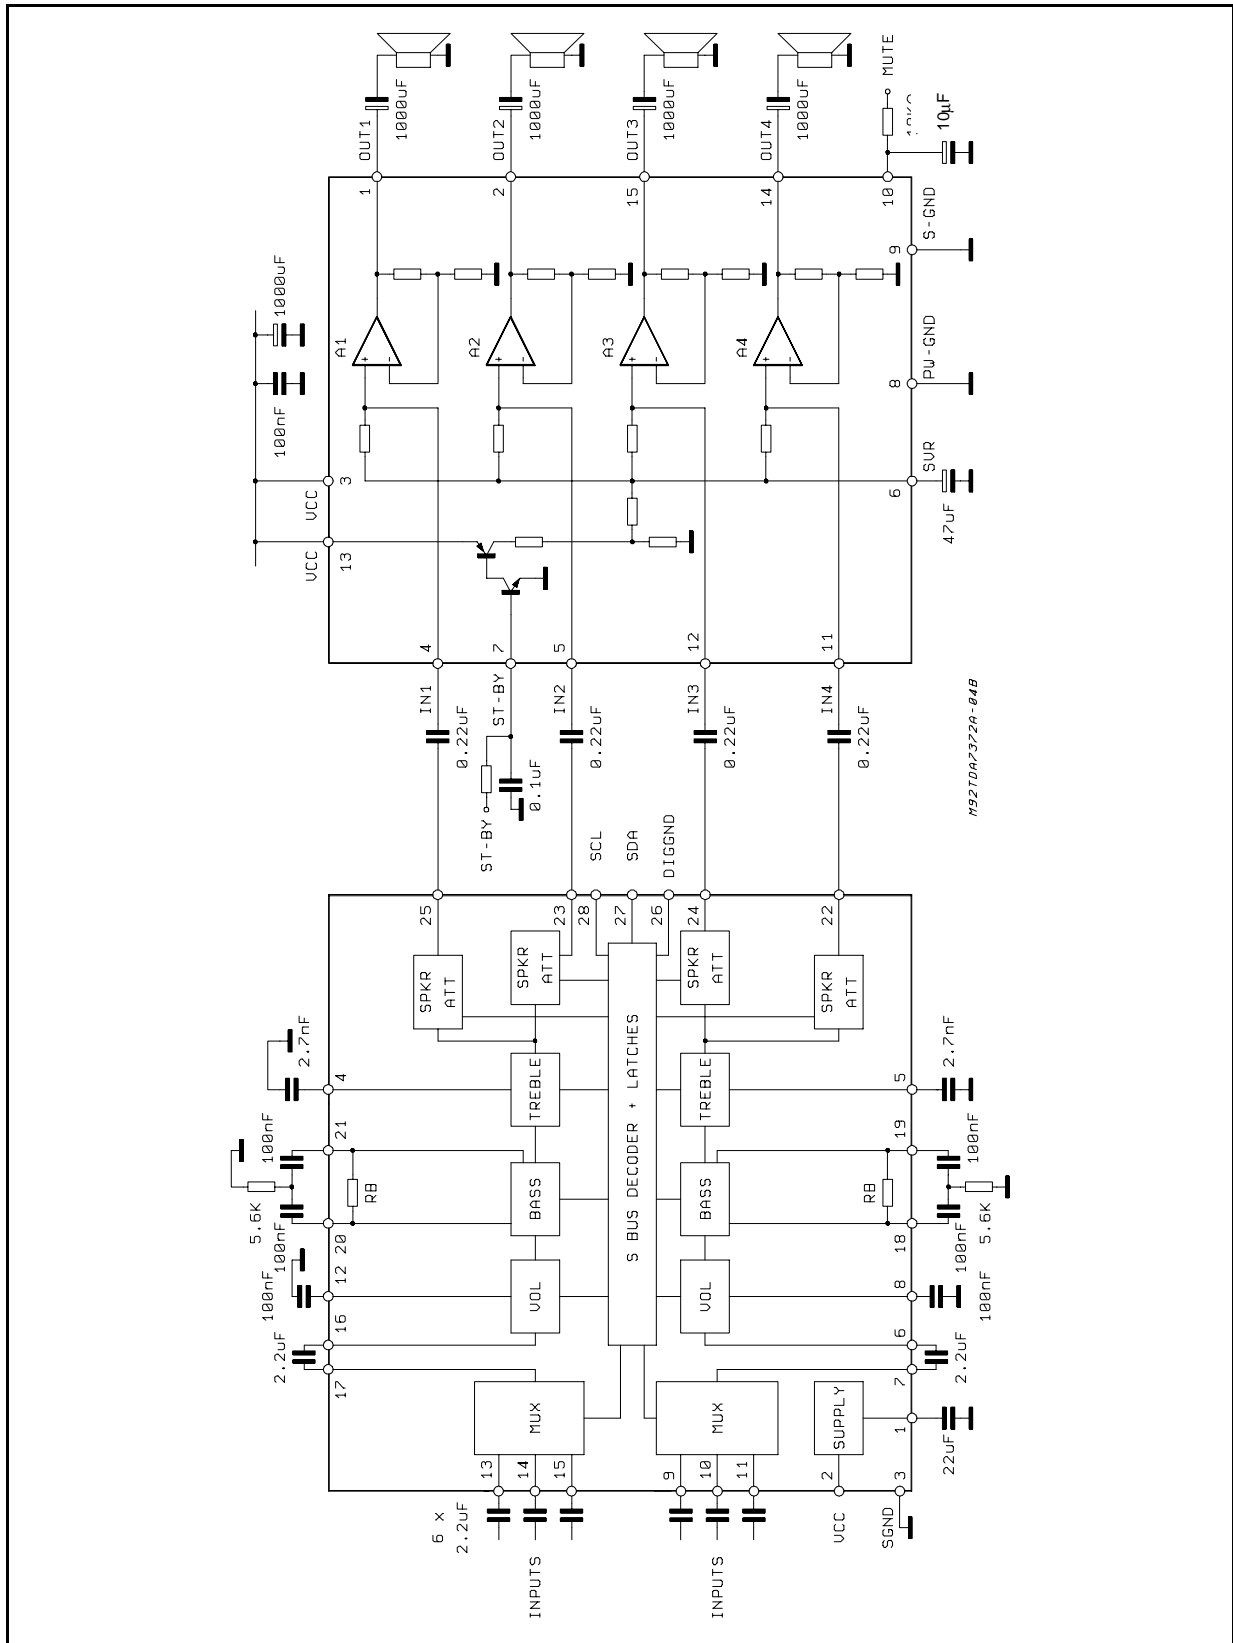 OUT1
1000uF
OUT2
1000uF
OUT3
1000uF
OUT4
1000uF
MUTE
10µF
1
2
15
14
10
S-GND
9
PW-GND
8
SVR
6
47uF
1000uF
100nF
A1
A2
A3
A4
+
-
+
-
+
-
+
-
VCC
3
VCC
13
4
7
5
12
11
IN1
0.22uF
ST-BY
IN2
0.22uF
IN3
0.22uF
IN4
0.22uF
ST-BY
0.1uF
M92TDA7372A-04B
SCL
SDA
DIGGND
25
23
28
27
26
24
22
SPKR
ATT
SPKR
ATT
SPKR
ATT
SPKR
ATT
S BUS DECODER + LATCHES
2.7nF
4
TREBLE
TREBLE
5
2.7nF
100nF
21
19
100nF
5.6K
RB
BASS
BASS
RB
5.6K
100nF
20
18
100nF
100nF
12
VOL
VOL
8
100nF
2.2uF
16
6
2.2uF
17
7
MUX
MUX
SUPPLY
1
22uF
13
14
15
9
10
11
2
3
6 x
2.2uF
VCC
SGND
INPUTS
INPUTS